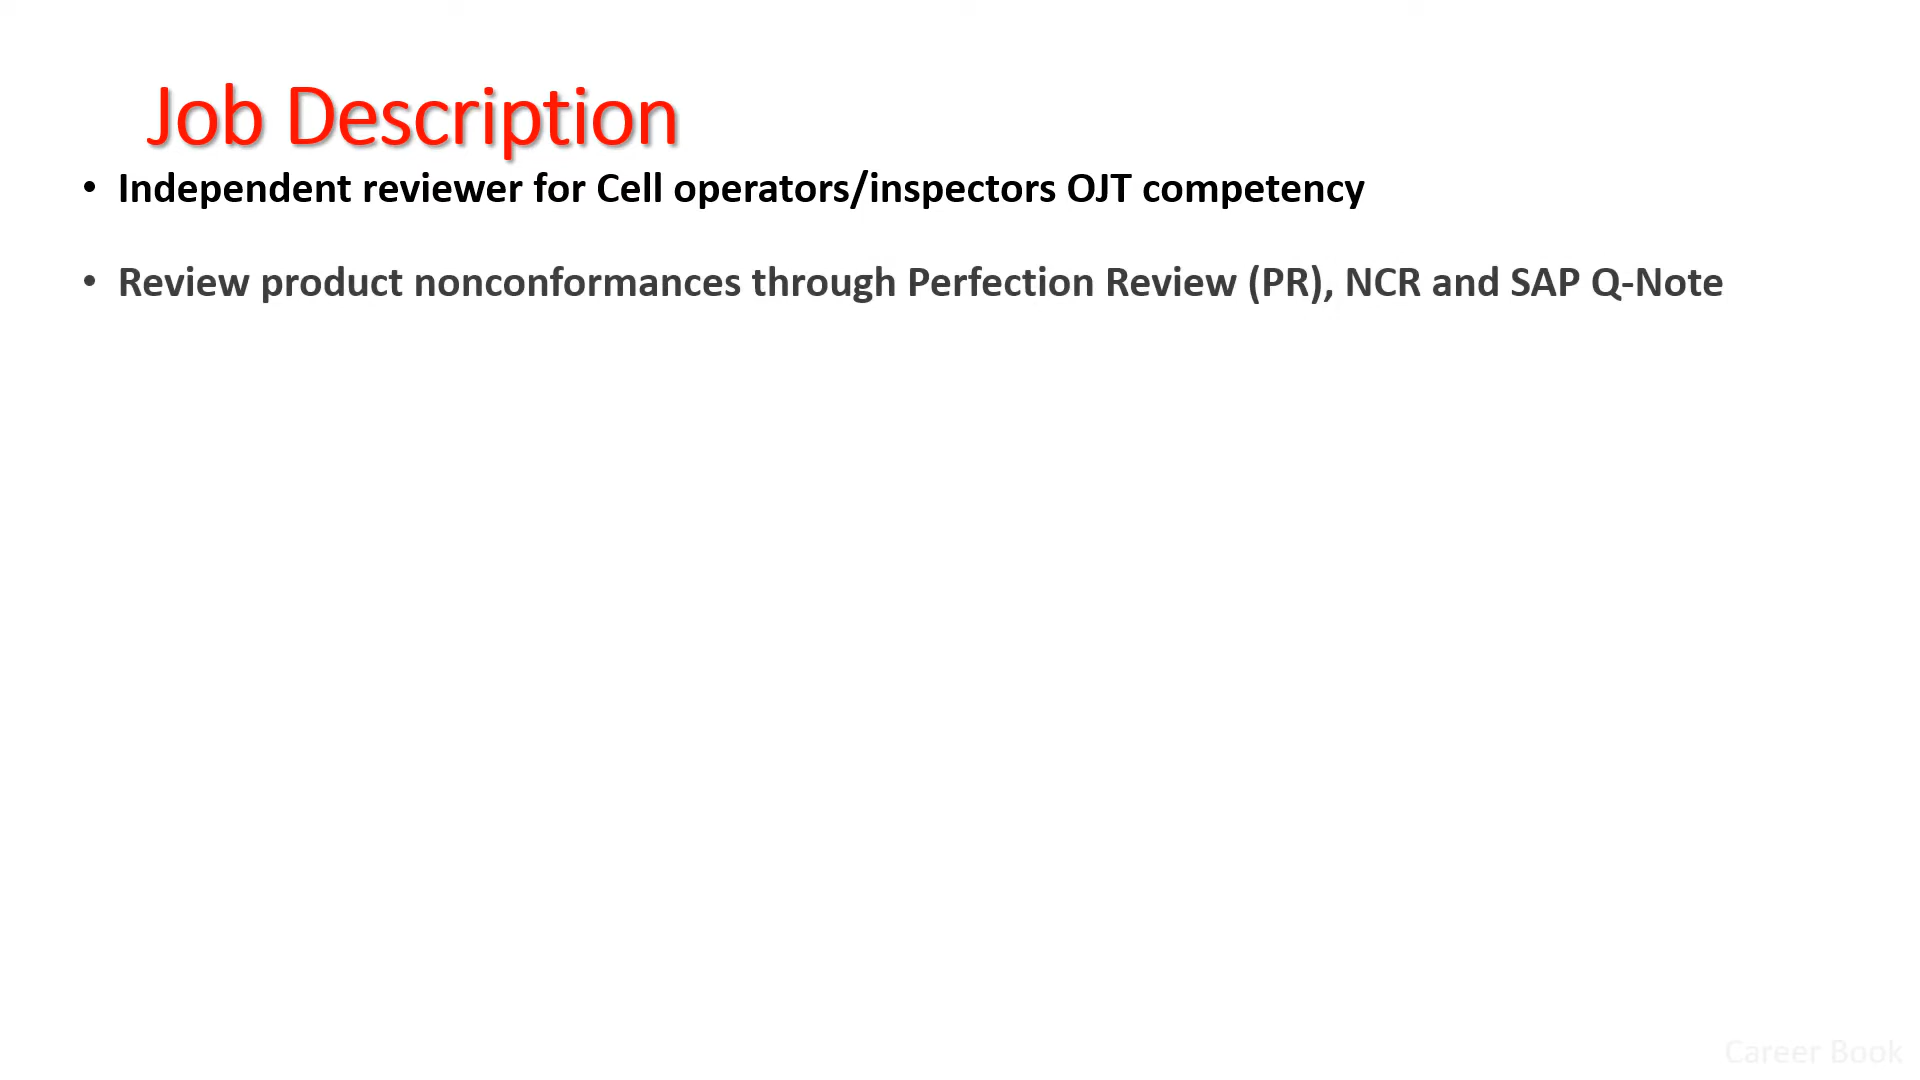 Job Description
• Independent reviewer for Cell operators/inspectors OJT competency
• Review product nonconformances through Perfection Review (PR), NCR and SAP Q-Note
Career Book